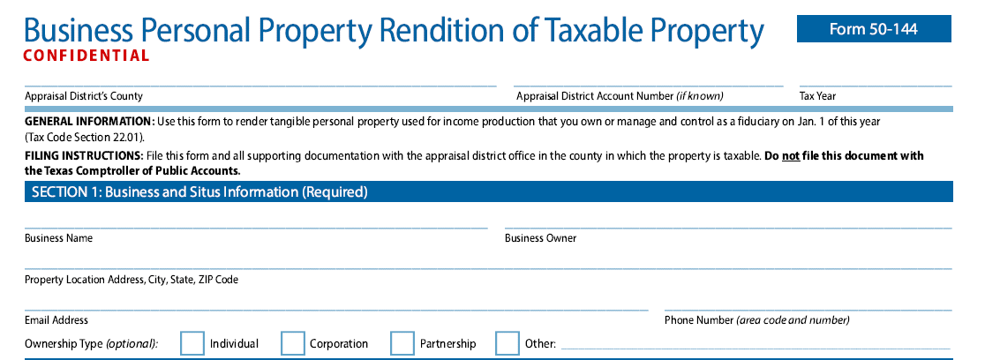 Business Personal Property Rendition of Taxable Property
Form 50-144
CONFIDENTIAL
Appraisal District's County
Appraisal District Account Number (if known)
Tax Year
GENERAL INFORMATION: Use this form to render tangible personal property used for income production that you own or manage and control as a fiduciary on Jan. 1 of this year
(Tax Code Section 22.01).
FILING INSTRUCTIONS: File this form and all supporting documentation with the appraisal district office in the county in which the property is taxable. Do not file this document with
the Texas Comptroller of Public Accounts.
SECTION 1: Business and Situs Information (Required)
Business Name
Business Owner
Property Location Address, City, State, ZIP Code
Email Address
Phone Number (area code and number)
Ownership Type (optional): Individual Corporation Partnership Other: